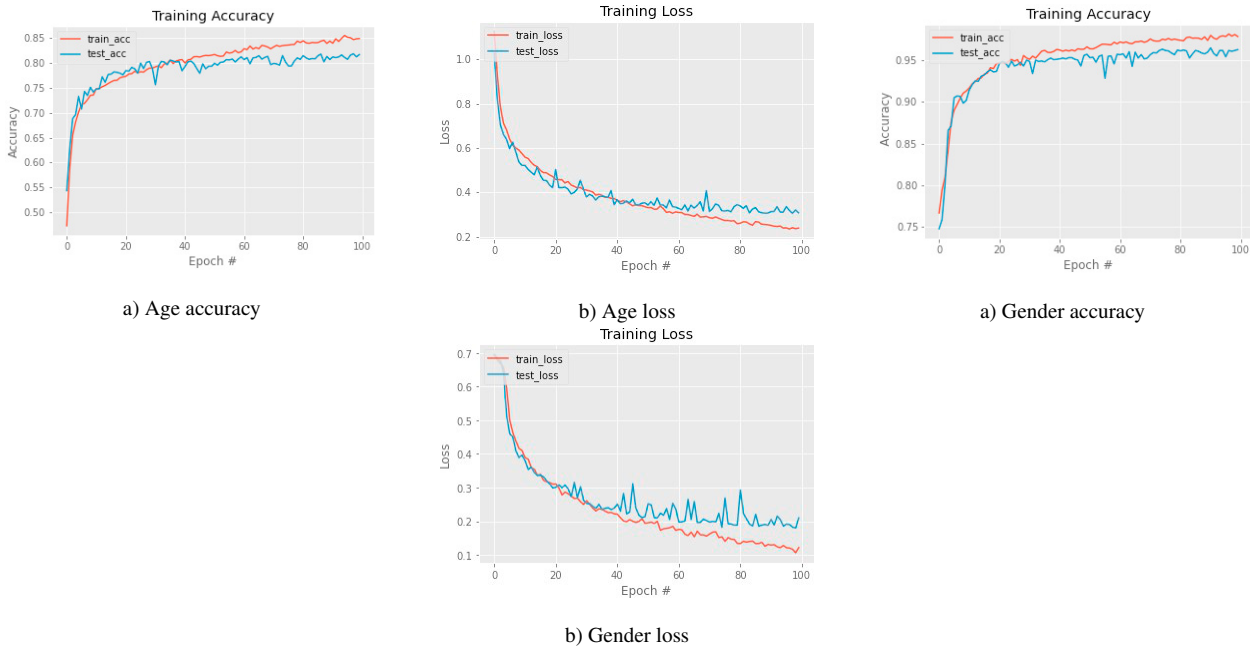 Training Accuracy
train_acc
test_acc
0.85
0.80
0.75
0.70
0.65
0.60
0.55
0.50
Accuracy
0 20 40 60 80 100
Epoch #
a) Age accuracy
Training Loss
train_loss
test_loss
1.0
0.8
0.6
0.4
0.2
Loss
0 20 40 60 80 100
Epoch #
b) Age loss
Training Accuracy
train_acc
test_acc
0.95
0.90
0.85
0.80
0.75
Accuracy
0 20 40 60 80 100
Epoch #
a) Gender accuracy
Training Loss
train_loss
test_loss
0.7
0.6
0.5
0.4
0.3
0.2
0.1
Loss
0 20 40 60 80 100
Epoch #
b) Gender loss